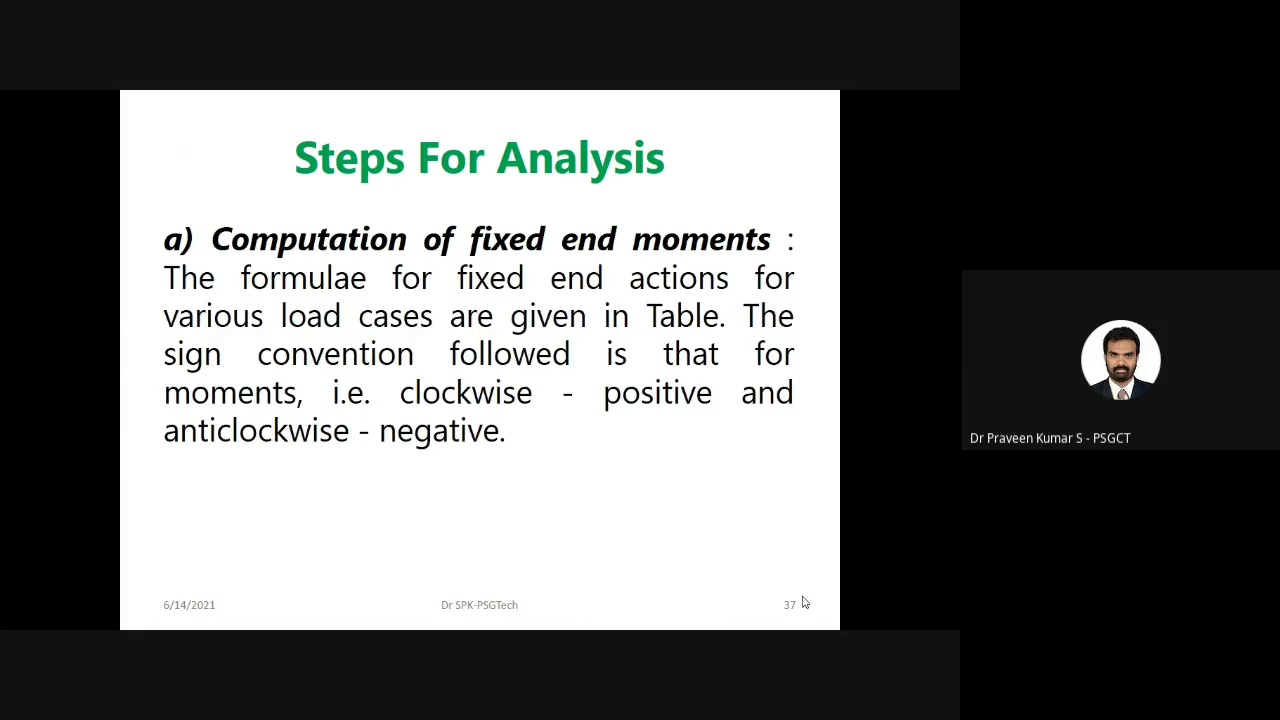 Steps For Analysis
a) Computation of fixed end moments :
The formulae for fixed end actions for
various load cases are given in Table. The
sign convention followed is that for
moments, i.e. clockwise - positive and
anticlockwise - negative.
6/14/2021
Dr SPK-PSGTech
37
Dr Praveen Kumar S - PSGCT